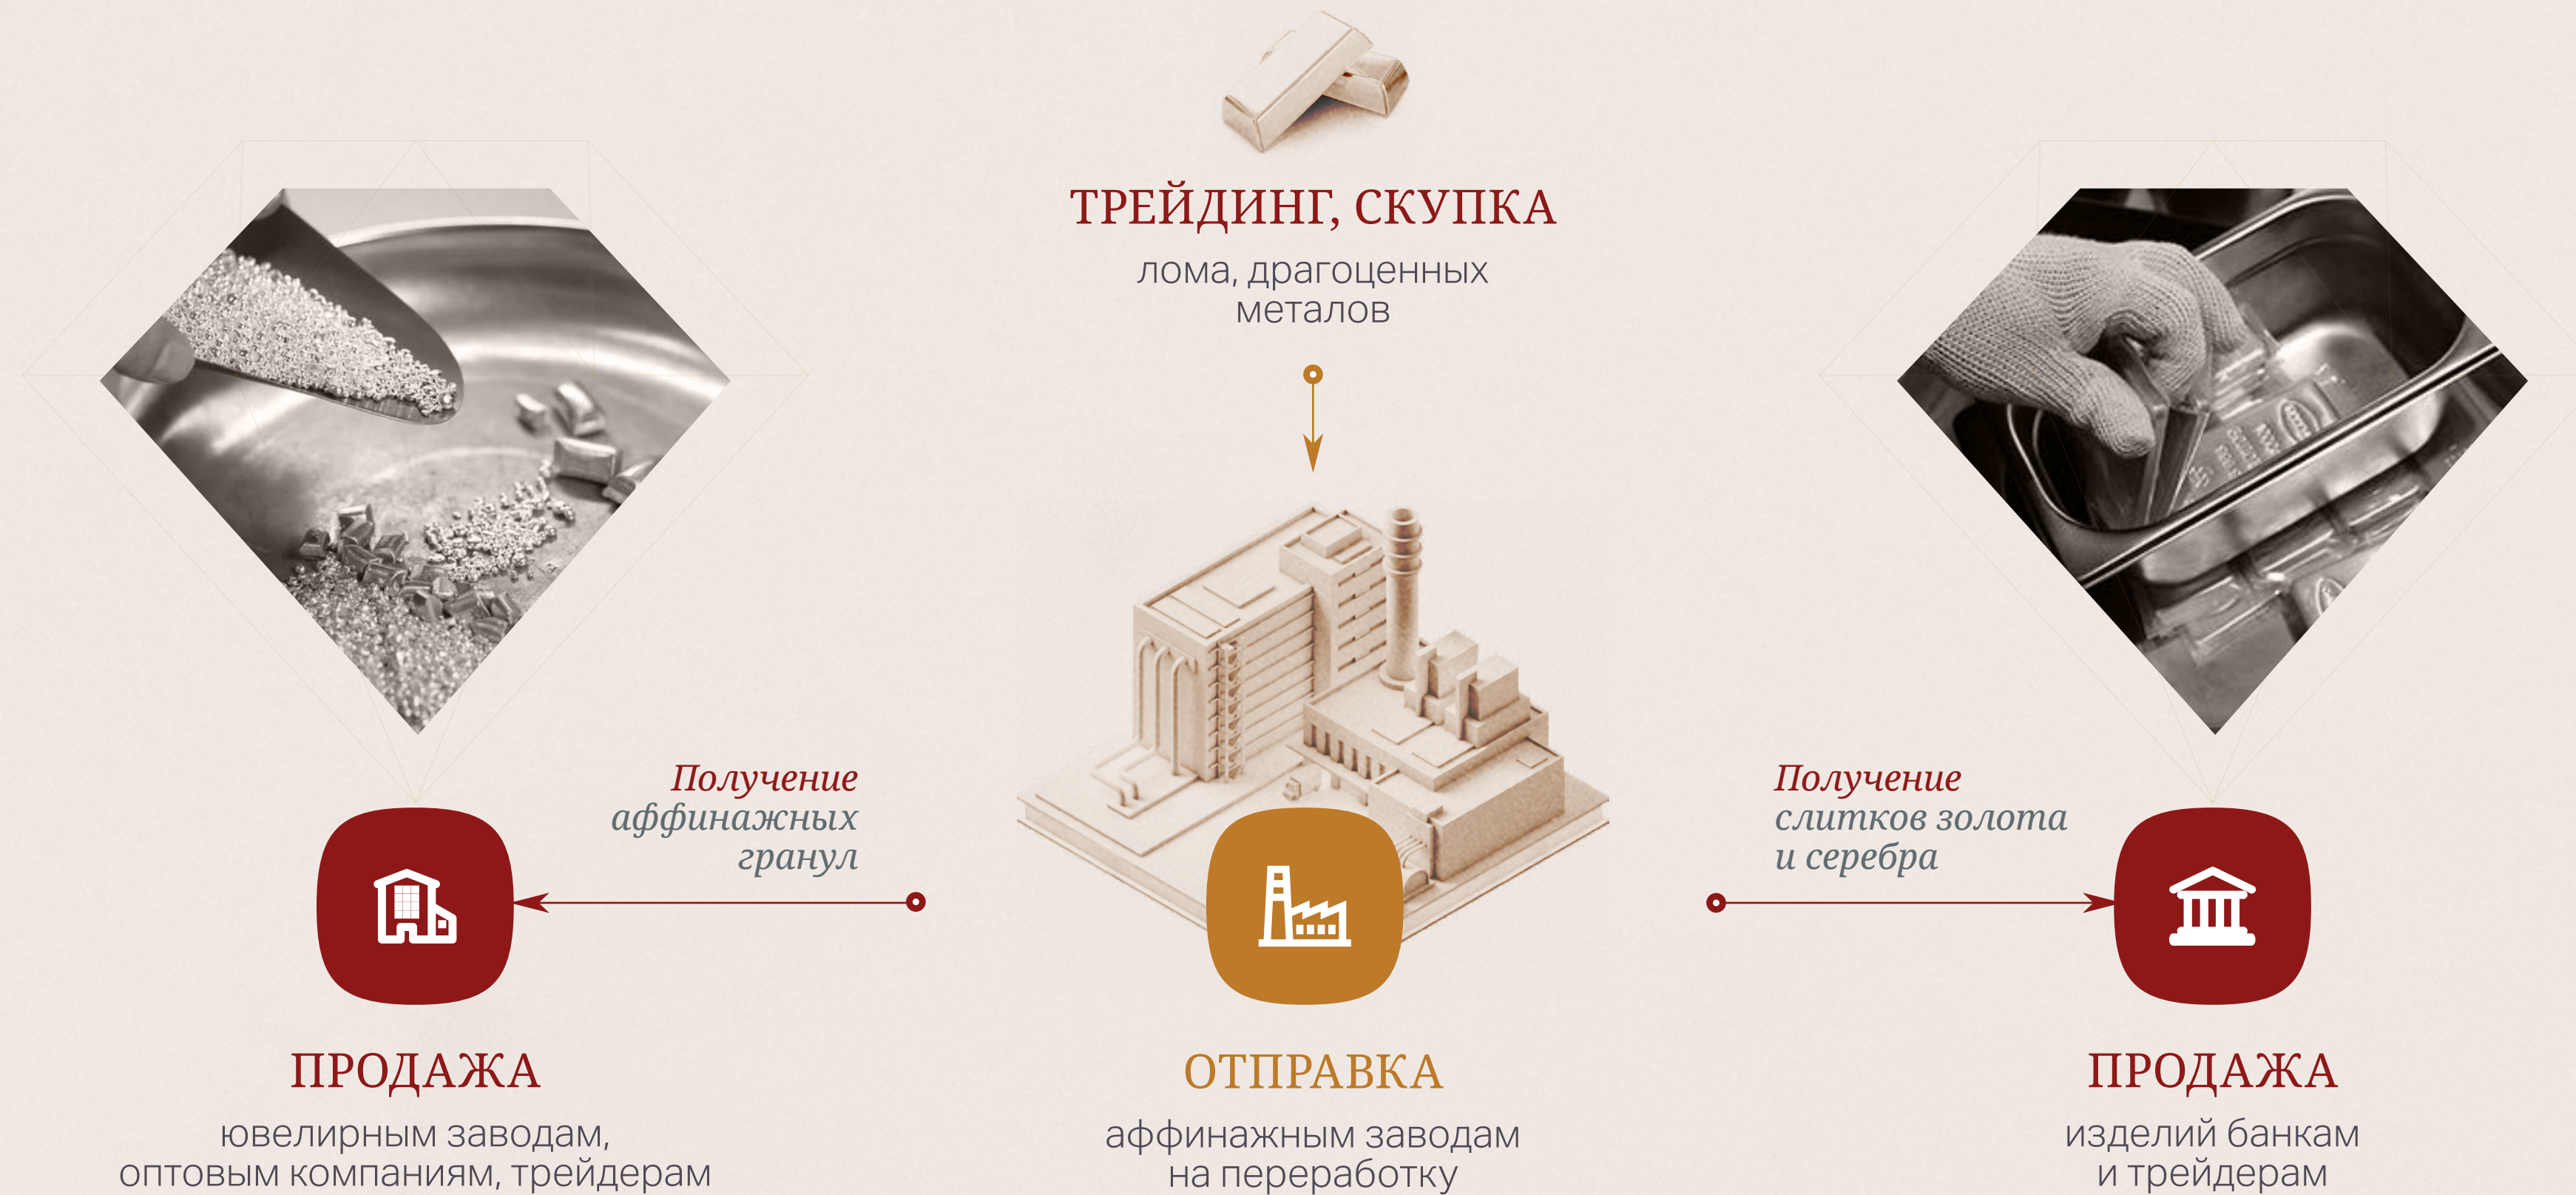 ТРЕЙДИНГ, СКУПКА
лома, драгоценных
металов
Получение
аффинажных
гранул
Получение
слитков золота
и серебра
ПРОДАЖА
ювелирным заводам,
оптовым компаниям, трейдерам
ОТПРАВКА
аффинажным заводам
на переработку
ПРОДАЖА
изделий банкам
и трейдерам